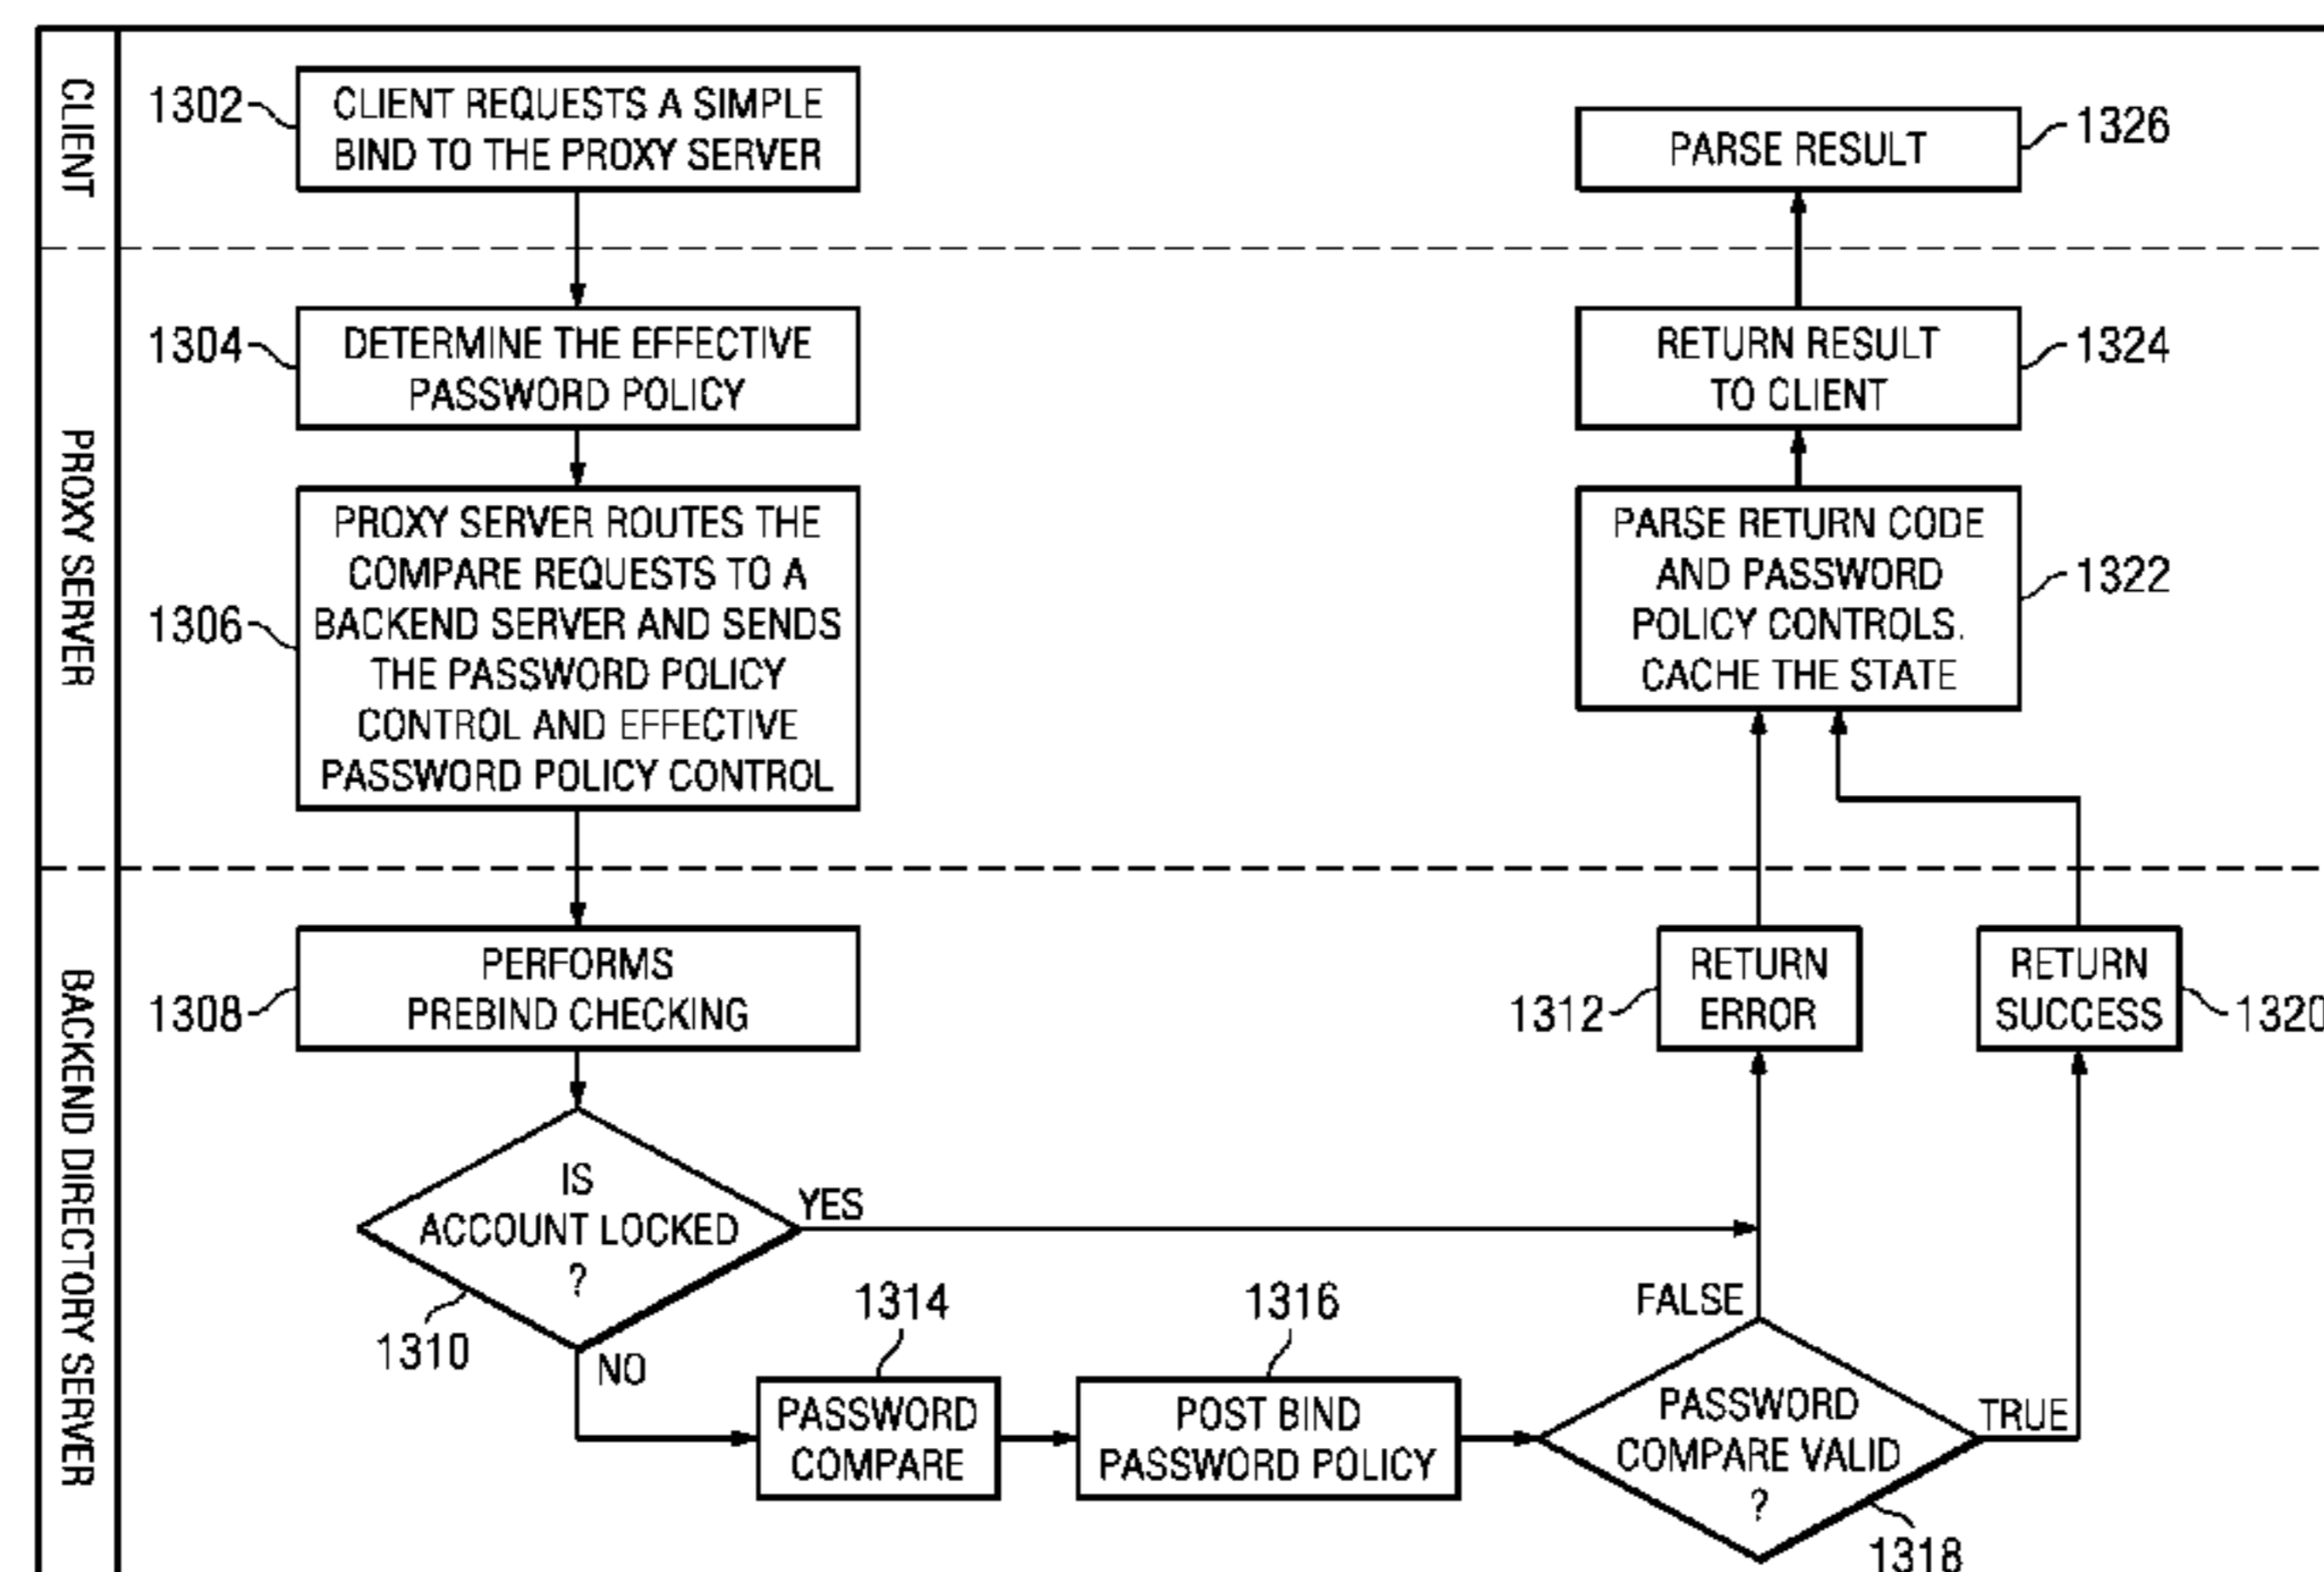 CLIENT
1302
CLIENT REQUESTS A SIMPLE
BIND TO THE PROXY SERVER
PARSE RESULT
1326
PROXY SERVER
1304
DETERMINE THE EFFECTIVE
PASSWORD POLICY
RETURN RESULT
TO CLIENT
1324
1306
PROXY SERVER ROUTES THE
COMPARE REQUESTS TO A
BACKEND SERVER AND SENDS
THE PASSWORD POLICY
CONTROL AND EFFECTIVE
PASSWORD POLICY CONTROL
PARSE RETURN CODE
AND PASSWORD
POLICY CONTROLS.
CACHE THE STATE
1322
BACKEND DIRECTORY SERVER
1308
PERFORMS
PREBIND CHECKING
1312
RETURN
ERROR
RETURN
SUCCESS
1320
IS
ACCOUNT LOCKED
?
YES
1310
NO
1314
PASSWORD
COMPARE
1316
POST BIND
PASSWORD POLICY
FALSE
PASSWORD
COMPARE VALID
?
TRUE
1318